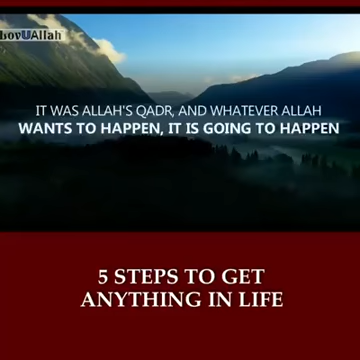 IlovUAllah
IT WAS ALLAH'S QADR, AND WHATEVER ALLAH
WANTS TO HAPPEN, IT IS GOING TO HAPPEN
5 STEPS TO GET
ANYTHING IN LIFE